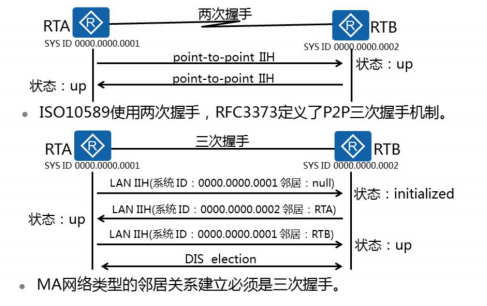 两次握手
RTA R R RTB
SYS ID 0000.0000.0001 SYS ID 0000.0000.0002
point-to-point IIH
状态：up
point-to-point IIH
状态：up
• ISO10589使用两次握手，RFC3373定义了P2P三次握手机制。
三次握手
RTA R R RTB
SYS ID 0000.0000.0001 SYS ID 0000.0000.0002
LAN IIH(系统ID：0000.0000.0001 邻居：null)
状态：initialized
LAN IIH(系统ID：0000.0000.0002 邻居：RTA)
状态：up
LAN IIH(系统ID：0000.0000.0001 邻居：RTB)
状态：up
DIS election
• MA网络类型的邻居关系建立必须是三次握手。